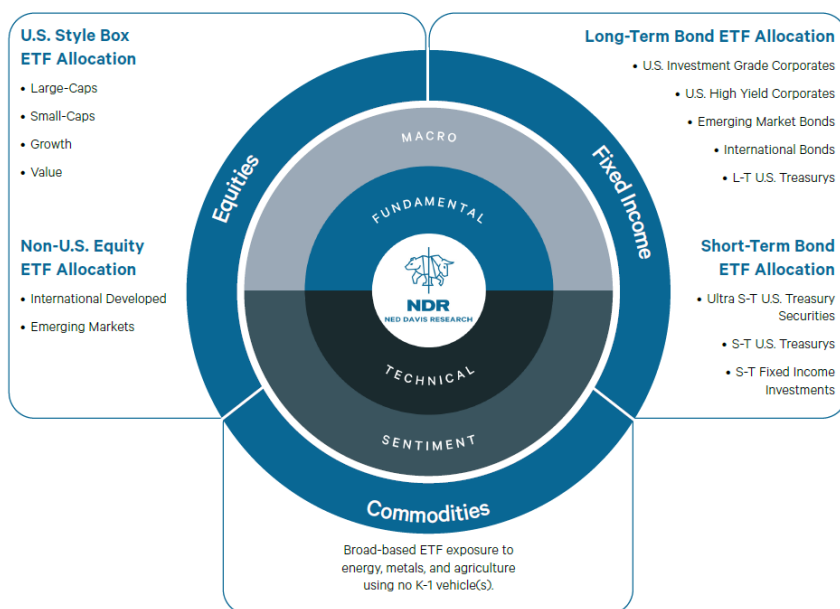 U.S. Style Box
ETF Allocation
• Large-Caps
• Small-Caps
• Growth
• Value
Non-U.S. Equity
ETF Allocation
• International Developed
• Emerging Markets
Long-Term Bond ETF Allocation
• U.S. Investment Grade Corporates
• U.S. High Yield Corporates
• Emerging Market Bonds
• International Bonds
• L-T U.S. Treasurys
Short-Term Bond
ETF Allocation
• Ultra S-T U.S. Treasury
Securities
• S-T U.S. Treasurys
• S-T Fixed Income
Investments
Equities
Fixed Income
MACRO
FUNDAMENTAL
NDR
NED DAVIS RESEARCH
TECHNICAL
SENTIMENT
Commodities
Broad-based ETF exposure to
energy, metals, and agriculture
using no K-1 vehicle(s).